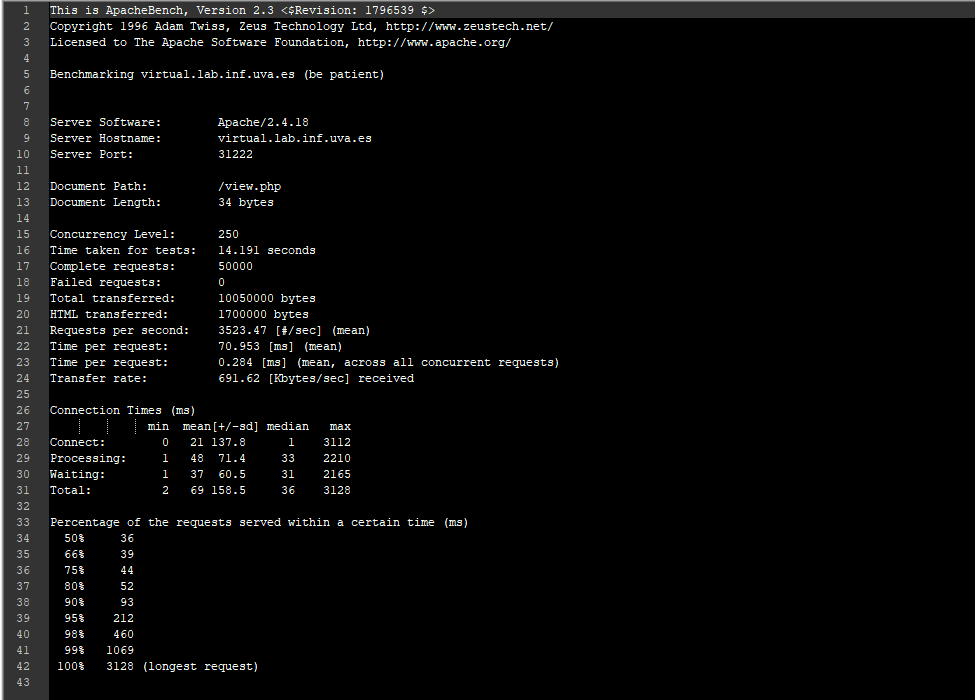 1 This is ApacheBench, Version 2.3 <$Revision: 1796539 $>
2 Copyright 1996 Adam Twiss, Zeus Technology Ltd, http://www.zeustech.net/
3 Licensed to The Apache Software Foundation, http://www.apache.org/
4
5 Benchmarking virtual.lab.inf.uva.es (be patient)
6
7
8 Server Software:        Apache/2.4.18
9 Server Hostname:        virtual.lab.inf.uva.es
10 Server Port:            31222
11
12 Document Path:          /view.php
13 Document Length:        34 bytes
14
15 Concurrency Level:      250
16 Time taken for tests:   14.191 seconds
17 Complete requests:      50000
18 Failed requests:        0
19 Total transferred:      10050000 bytes
20 HTML transferred:       1700000 bytes
21 Requests per second:    3523.47 [#/sec] (mean)
22 Time per request:       70.953 [ms] (mean)
23 Time per request:       0.284 [ms] (mean, across all concurrent requests)
24 Transfer rate:          691.62 [Kbytes/sec] received
25
26 Connection Times (ms)
27               min  mean[+/-sd] median   max
28 Connect:        0   21 137.8      1    3112
29 Processing:     1   48  71.4     33    2210
30 Waiting:        1   37  60.5     31    2165
31 Total:          2   69 158.5     36    3128
32
33 Percentage of the requests served within a certain time (ms)
34   50%     36
35   66%     39
36   75%     44
37   80%     52
38   90%     93
39   95%    212
40   98%    460
41   99%   1069
42  100%   3128 (longest request)
43